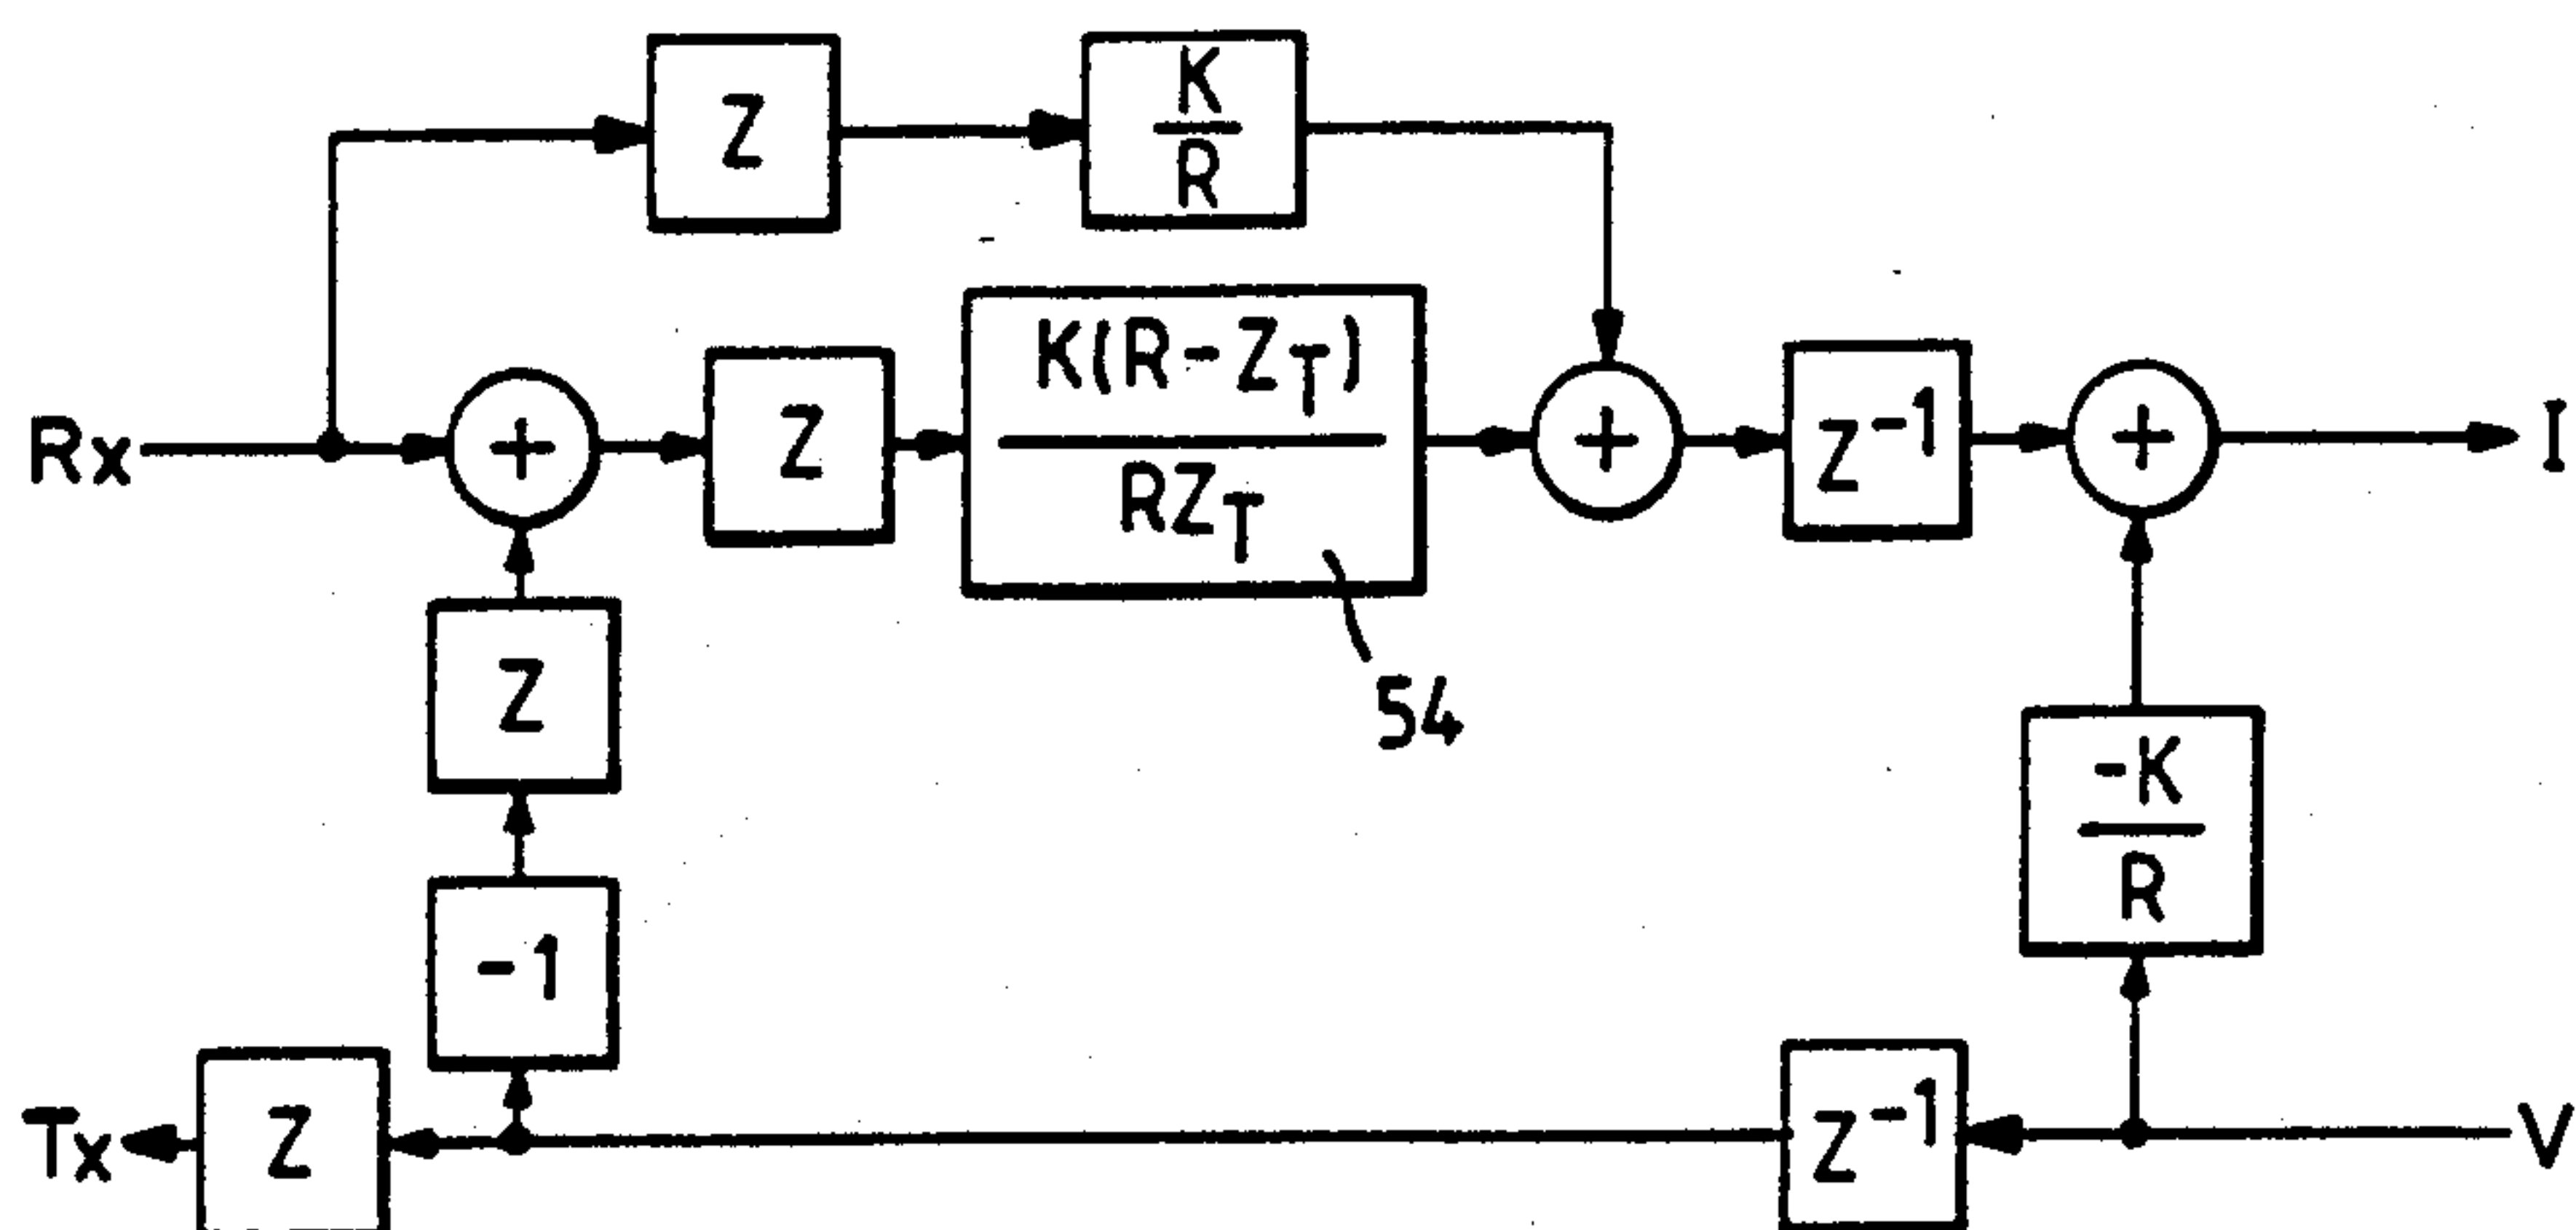 Z
K
R
Rx
+
Z
K(R-Z_T)
RZ_T
+
Z^-1
+
I
54
Z
-K
R
-1
Tx
Z
Z^-1
V